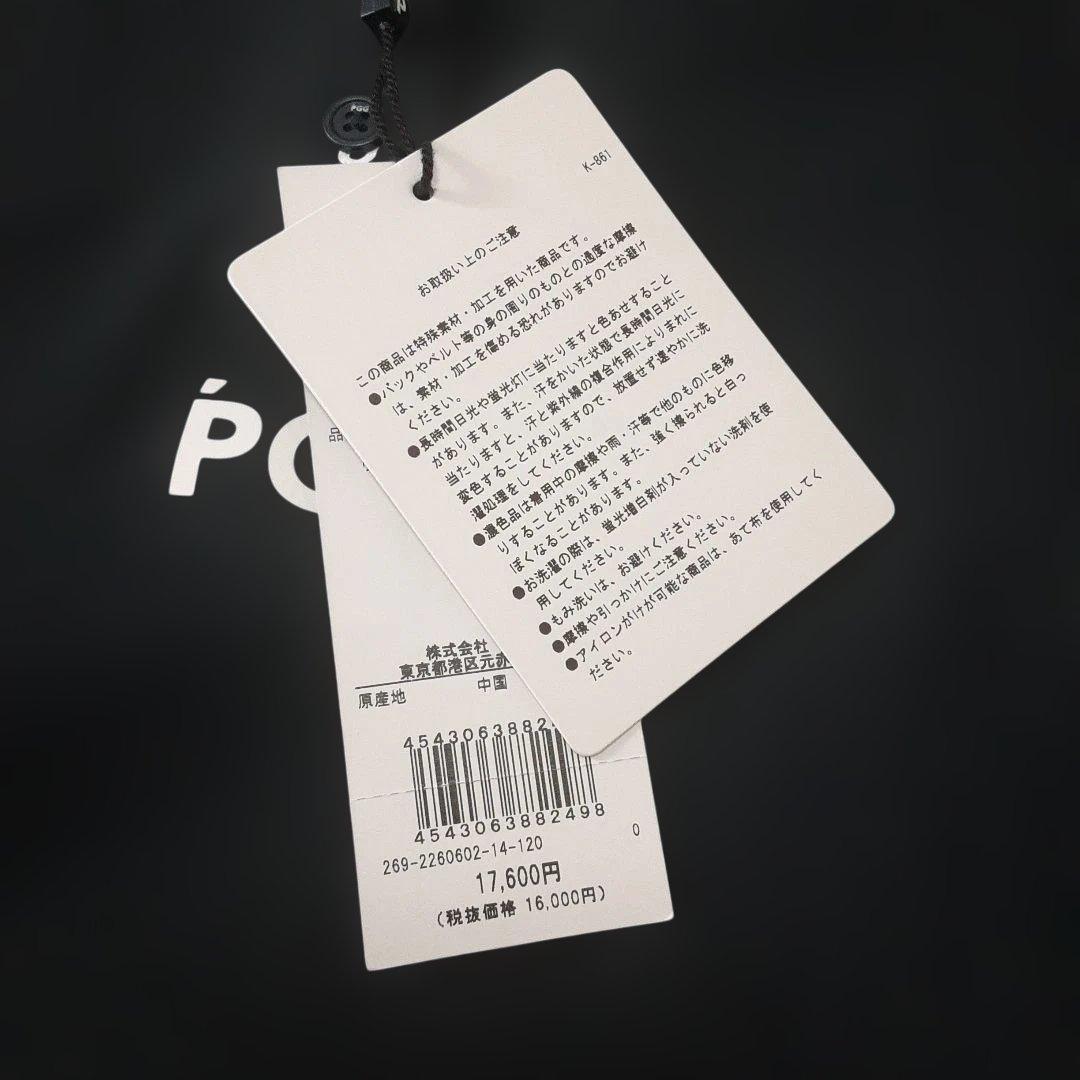 PGG
K-861
お取扱い上のご注意
この商品は特殊素材・加工を用いた商品です。
●バックやベルト等の身の周りのものとの過度な摩擦
は、素材・加工を傷める恐れがありますのでお避け
ください。
●長時間日光や蛍光灯に当たりますと色あせすること
があります。また、汗をかいた状態で長時間日光に
当たりますと、汗と紫外線の複合作用によりまれに
変色することがありますので、放置せず速やかに洗
濯処理をしてください。
●濃色品は着用中の摩擦や雨・汗等で他のものに色移
りすることがあります。また、強く擦られると白っ
ぽくなることがあります。
●お洗濯の際は、蛍光増白剤が入っていない洗剤を使
用してください。
●もみ洗いは、お避けください。
●摩擦や引っかけにご注意ください。
●アイロンがけが可能な商品は、あて布を使用してく
ださい。
PG
品
株式会社
東京都港区元赤
原産地 中国
45430638824
4543063882498
269-2260602-14-120 0
17,600円
(税抜価格 16,000円)